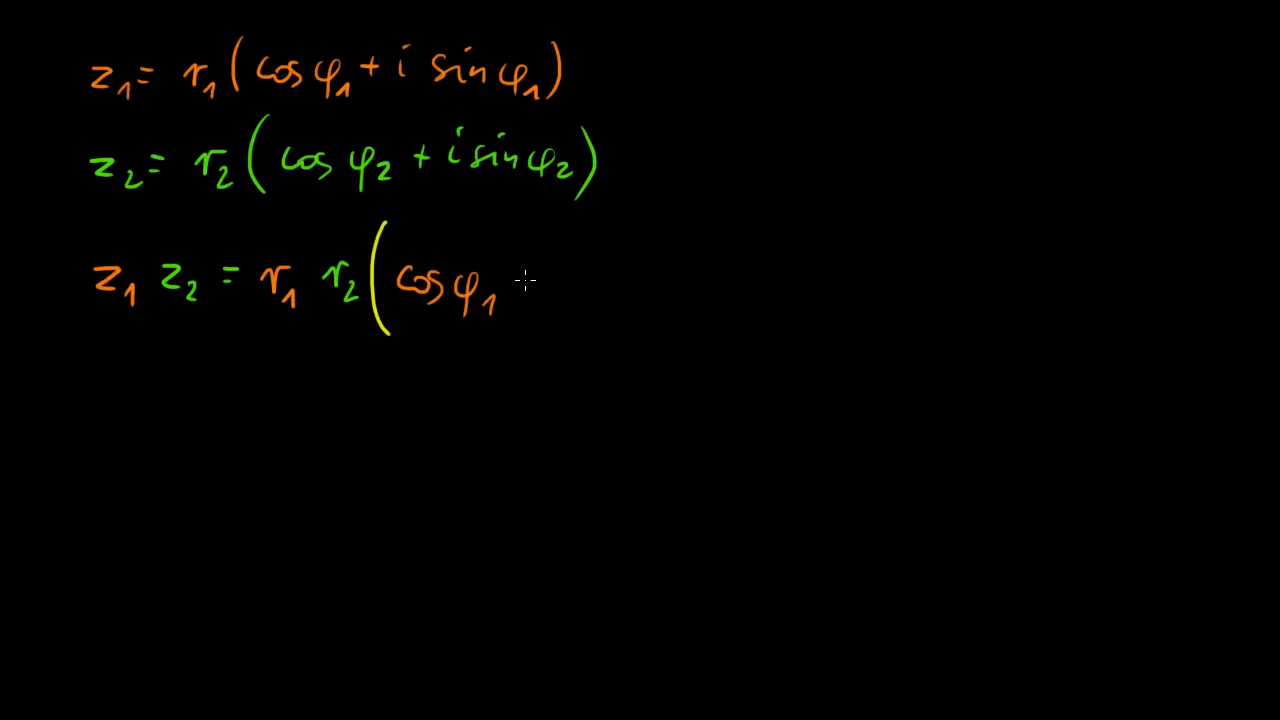 z₁ = r₁ (cos φ₁ + i sin φ₁)
z₂ = r₂ (cos φ₂ + i sin φ₂)
z₁ z₂ = r₁ r₂ (cos φ₁